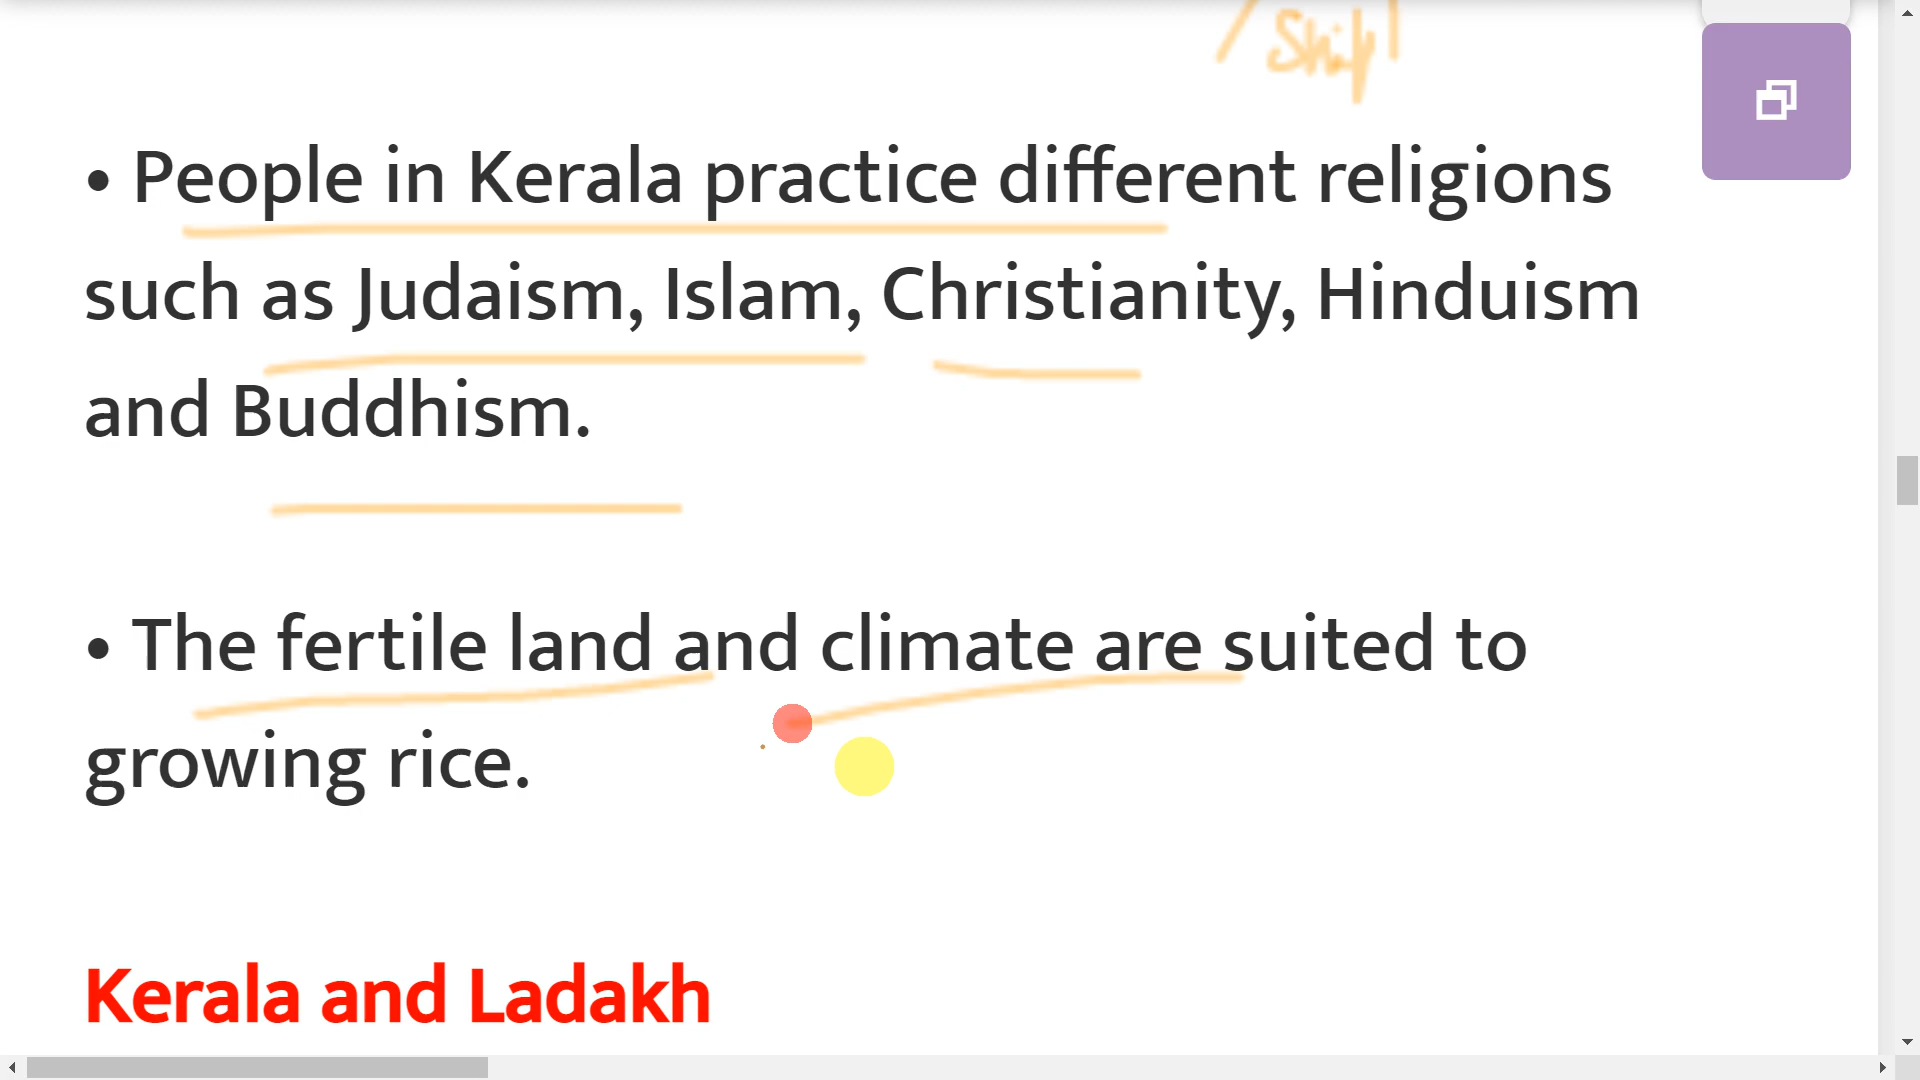 Ship
• People in Kerala practice different religions
such as Judaism, Islam, Christianity, Hinduism
and Buddhism.
• The fertile land and climate are suited to
growing rice.
Kerala and Ladakh